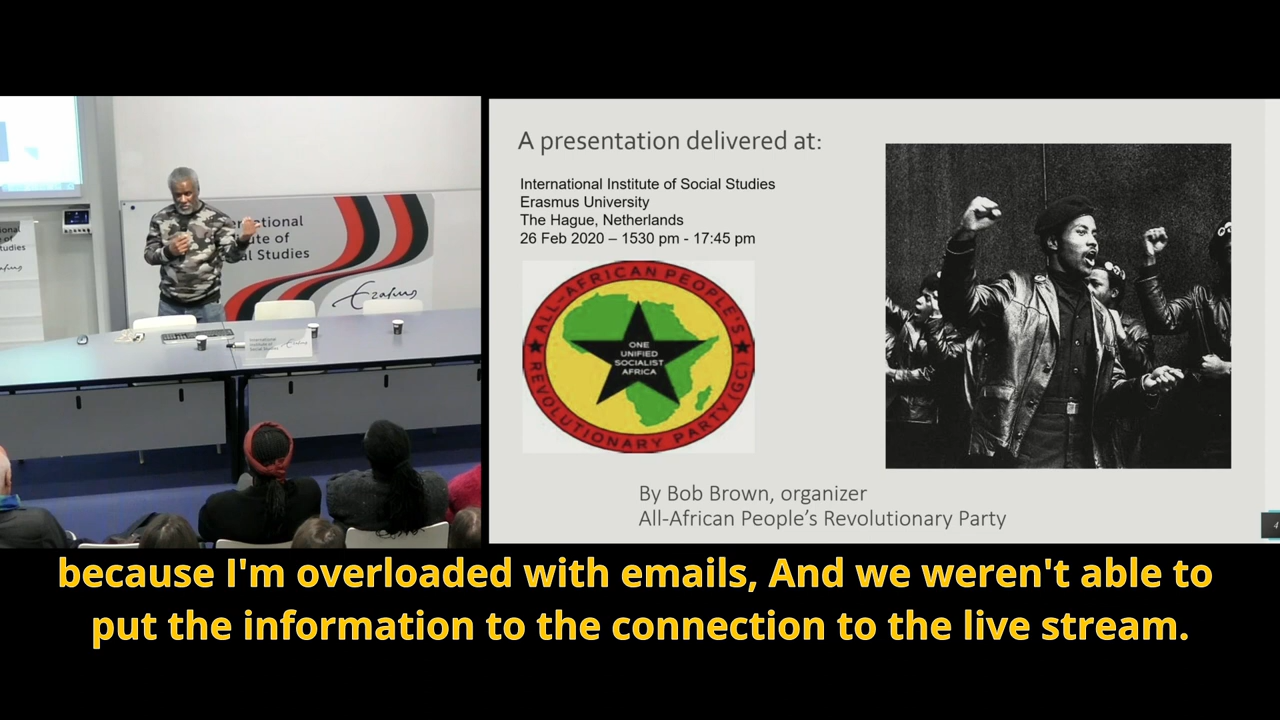 A presentation delivered at:
International Institute of Social Studies
Erasmus University
The Hague, Netherlands
26 Feb 2020 – 1530 pm - 17:45 pm
ALL-AFRICAN PEOPLE'S
REVOLUTIONARY PARTY (GC)
ONE
UNIFIED
SOCIALIST
AFRICA
By Bob Brown, organizer
All-African People's Revolutionary Party
4
Erasmus
because I'm overloaded with emails, And we weren't able to
put the information to the connection to the live stream.